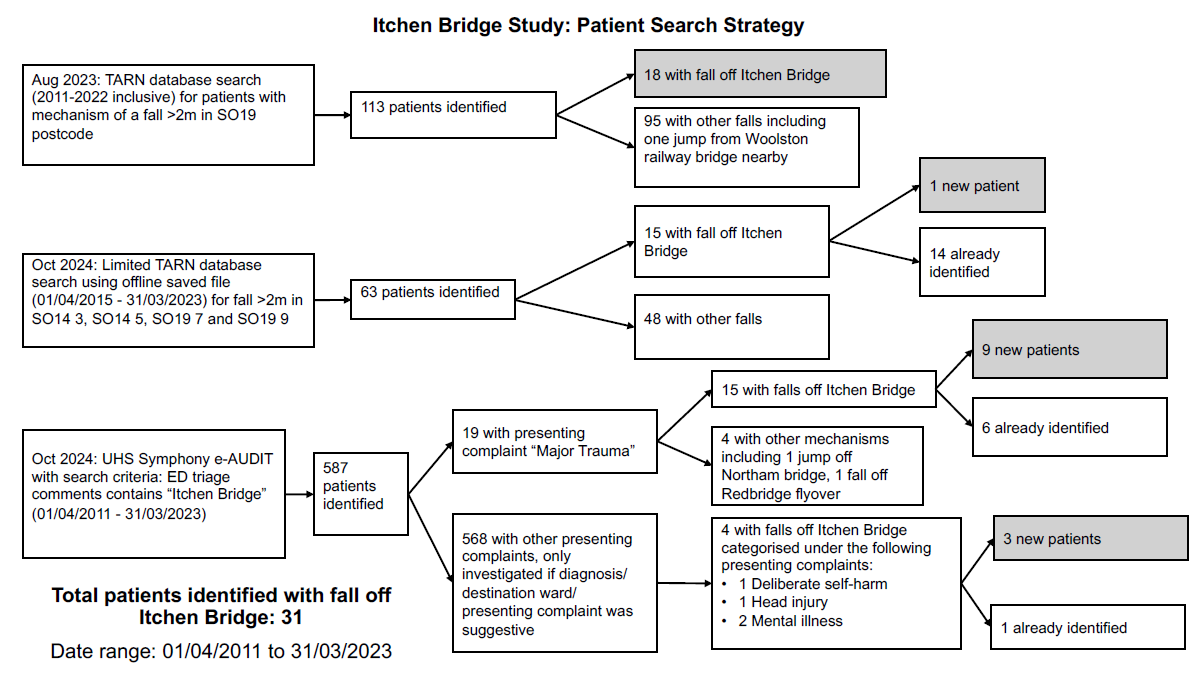 Itchen Bridge Study: Patient Search Strategy
Aug 2023: TARN database search
(2011-2022 inclusive) for patients with
mechanism of a fall >2m in SO19
postcode
113 patients identified
18 with fall off Itchen Bridge
95 with other falls including
one jump from Woolston
railway bridge nearby
Oct 2024: Limited TARN database
search using offline saved file
(01/04/2015 - 31/03/2023) for fall >2m in
SO14 3, SO14 5, SO19 7 and SO19 9
63 patients identified
15 with fall off Itchen
Bridge
1 new patient
14 already
identified
48 with other falls
Oct 2024: UHS Symphony e-AUDIT
with search criteria: ED triage
comments contains “Itchen Bridge”
(01/04/2011 - 31/03/2023)
587
patients
identified
19 with presenting
complaint “Major Trauma”
15 with falls off Itchen Bridge
9 new patients
6 already identified
4 with other mechanisms
including 1 jump off
Northam bridge, 1 fall off
Redbridge flyover
568 with other presenting
complaints, only
investigated if diagnosis/
destination ward/
presenting complaint was
suggestive
4 with falls off Itchen Bridge
categorised under the following
presenting complaints:
• 1 Deliberate self-harm
• 1 Head injury
• 2 Mental illness
3 new patients
1 already identified
Total patients identified with fall off
Itchen Bridge: 31
Date range: 01/04/2011 to 31/03/2023